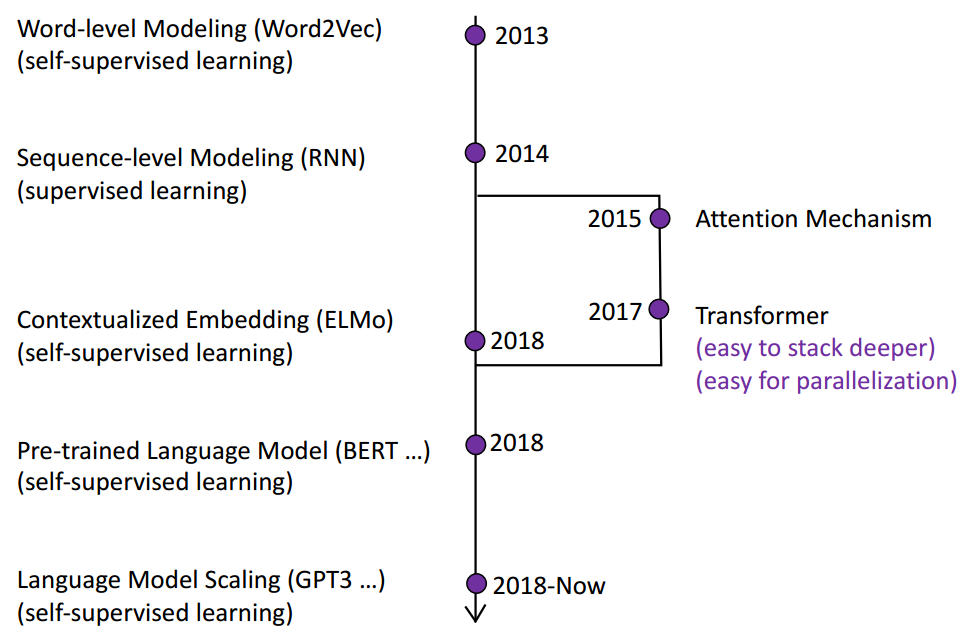 Word-level Modeling (Word2Vec)
(self-supervised learning)
2013
Sequence-level Modeling (RNN)
(supervised learning)
2014
2015
Attention Mechanism
2017
Transformer
(easy to stack deeper)
(easy for parallelization)
Contextualized Embedding (ELMo)
(self-supervised learning)
2018
Pre-trained Language Model (BERT ...)
(self-supervised learning)
2018
Language Model Scaling (GPT3 ...)
(self-supervised learning)
2018-Now